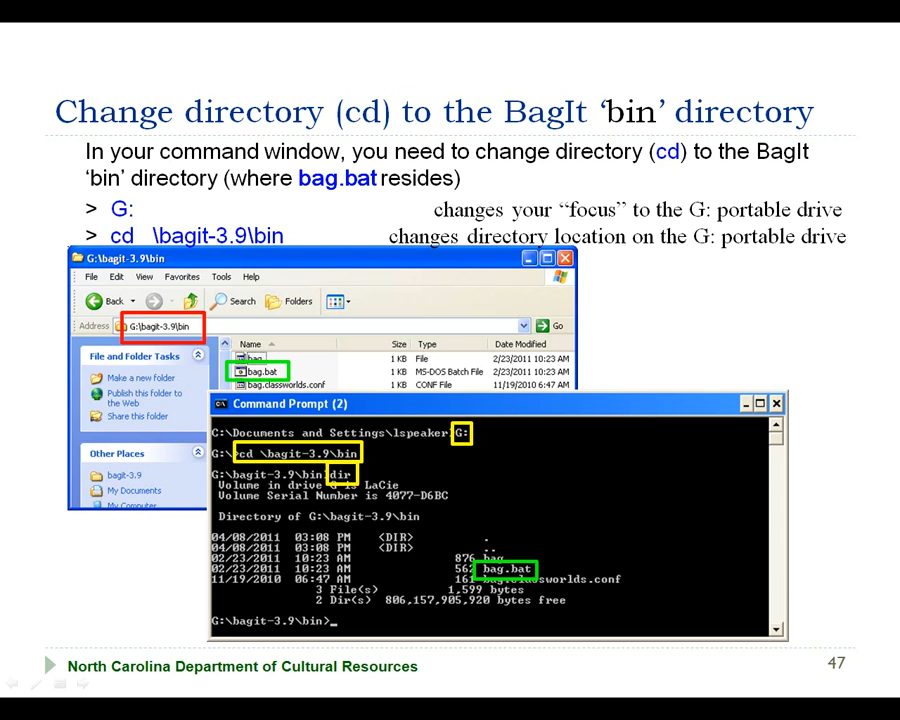 Change directory (cd) to the BagIt ‘bin’ directory
In your command window, you need to change directory (cd) to the BagIt
‘bin’ directory (where bag.bat resides)
> G: changes your “focus” to the G: portable drive
> cd \bagit-3.9\bin changes directory location on the G: portable drive
G:\bagit-3.9\bin
File Edit View Favorites Tools Help
Back Search Folders
Address G:\bagit-3.9\bin Go
File and Folder Tasks
Make a new folder
Publish this folder to
the Web
Share this folder
Other Places
bagit-3.9
My Documents
My Computer
Name Size Type Date Modified
bag 1 KB File 2/23/2011 10:23 AM
bag.bat 1 KB MS-DOS Batch File 2/23/2011 10:23 AM
bag.classworlds.conf 1 KB CONF File 11/19/2010 6:47 AM
Command Prompt (2)
C:\Documents and Settings\lspeaker>G:
G:\>cd \bagit-3.9\bin
G:\bagit-3.9\bin>dir
Volume in drive G is LaCie
Volume Serial Number is 4077-D6BC
Directory of G:\bagit-3.9\bin
04/08/2011 03:08 PM <DIR> .
04/08/2011 03:08 PM <DIR> ..
02/23/2011 10:23 AM 876 bag
02/23/2011 10:23 AM 562 bag.bat
11/19/2010 06:47 AM 161 bag.classworlds.conf
3 File(s) 1,599 bytes
2 Dir(s) 806,157,905,920 bytes free
G:\bagit-3.9\bin>_
North Carolina Department of Cultural Resources
47